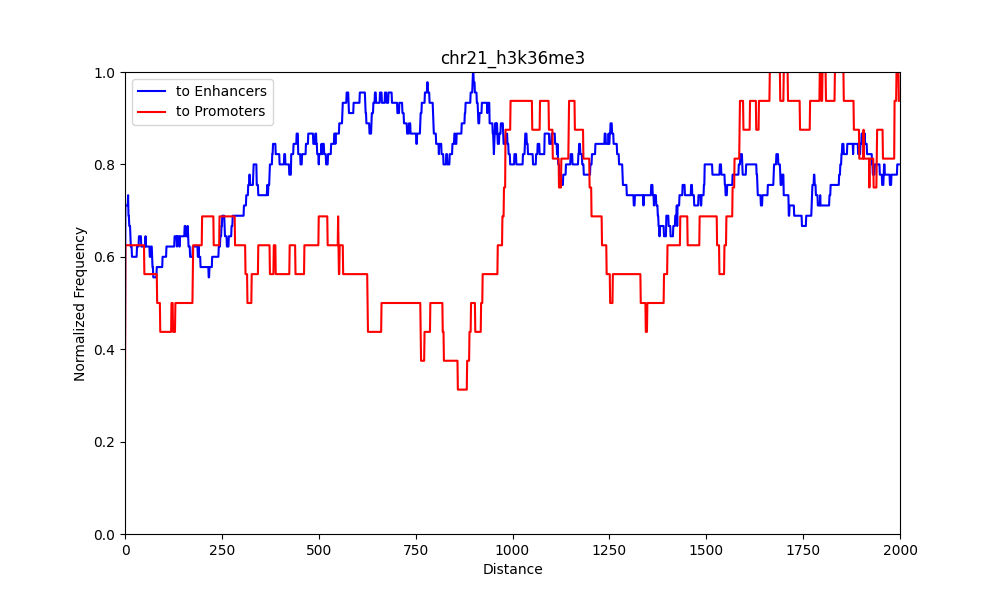 chr21_h3k36me3
to Enhancers
to Promoters
Normalized Frequency
1.0
0.8
0.6
0.4
0.2
0.0
0 250 500 750 1000 1250 1500 1750 2000
Distance